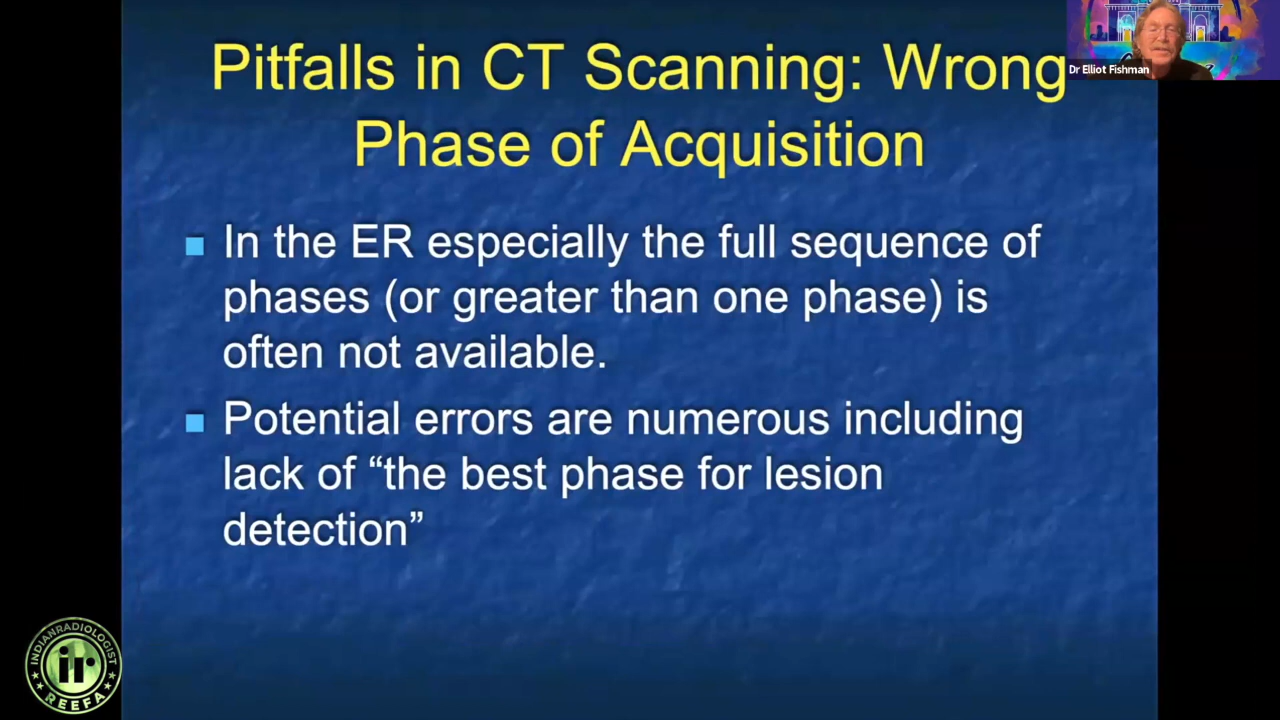 Pitfalls in CT Scanning: Wrong
Phase of Acquisition
Dr Elliot Fishman
In the ER especially the full sequence of
phases (or greater than one phase) is
often not available.
Potential errors are numerous including
lack of “the best phase for lesion
detection”
INDIANRADIOLOGIST
ir
REEFA